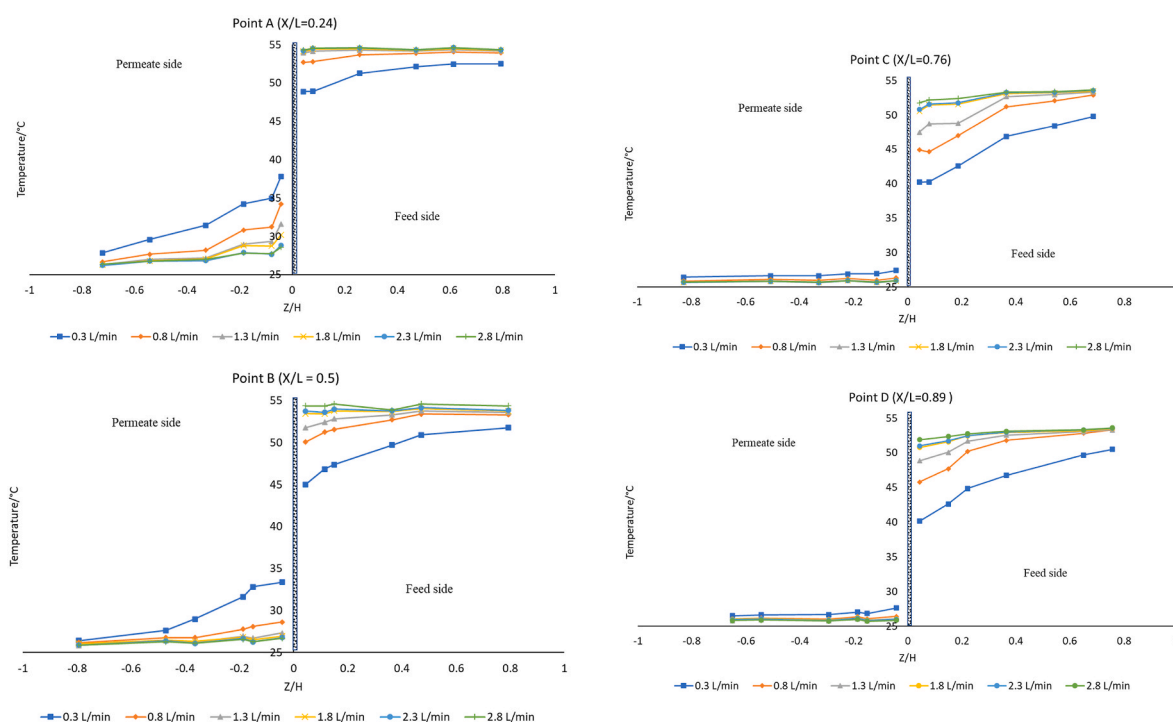 Point A (X/L=0.24)
Temperature/°C
Permeate side
Feed side
55
50
45
40
35
30
25
-1 -0.8 -0.6 -0.4 -0.2 0 0.2 0.4 0.6 0.8 1
Z/H
0.3 L/min 0.8 L/min 1.3 L/min 1.8 L/min 2.3 L/min 2.8 L/min
Point C (X/L=0.76)
Temperature/°C
Permeate side
Feed side
55
50
45
40
35
30
25
-1 -0.8 -0.6 -0.4 -0.2 0 0.2 0.4 0.6 0.8 1
Z/H
0.3 L/min 0.8 L/min 1.3 L/min 1.8 L/min 2.3 L/min 2.8 L/min
Point B (X/L = 0.5)
Temperature/°C
Permeate side
Feed side
55
50
45
40
35
30
25
-1 -0.8 -0.6 -0.4 -0.2 0 0.2 0.4 0.6 0.8 1
Z/H
0.3 L/min 0.8 L/min 1.3 L/min 1.8 L/min 2.3 L/min 2.8 L/min
Point D (X/L=0.89 )
Temperature/°C
Permeate side
Feed side
55
50
45
40
35
30
25
-1 -0.8 -0.6 -0.4 -0.2 0 0.2 0.4 0.6 0.8 1
Z/H
0.3 L/min 0.8 L/min 1.3 L/min 1.8 L/min 2.3 L/min 2.8 L/min